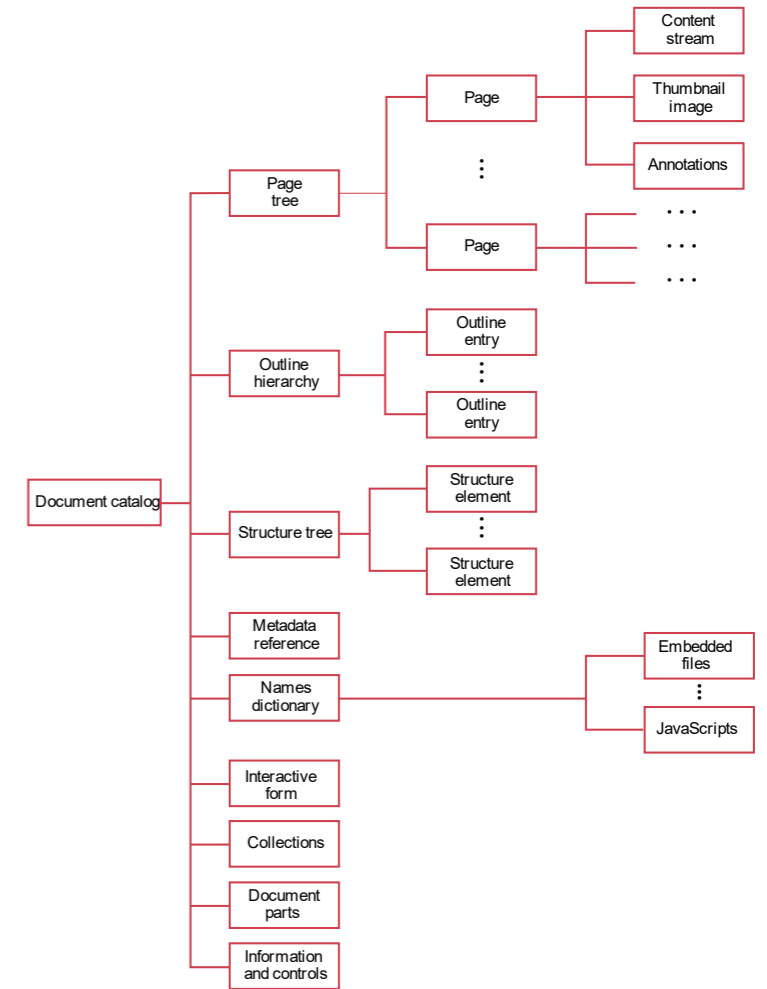 Content
stream
Page
Thumbnail
image
Annotations
Page
tree
Page
Outline
entry
Outline
hierarchy
Outline
entry
Document catalog
Structure
element
Structure tree
Structure
element
Metadata
reference
Names
dictionary
Embedded
files
JavaScripts
Interactive
form
Collections
Document
parts
Information
and controls